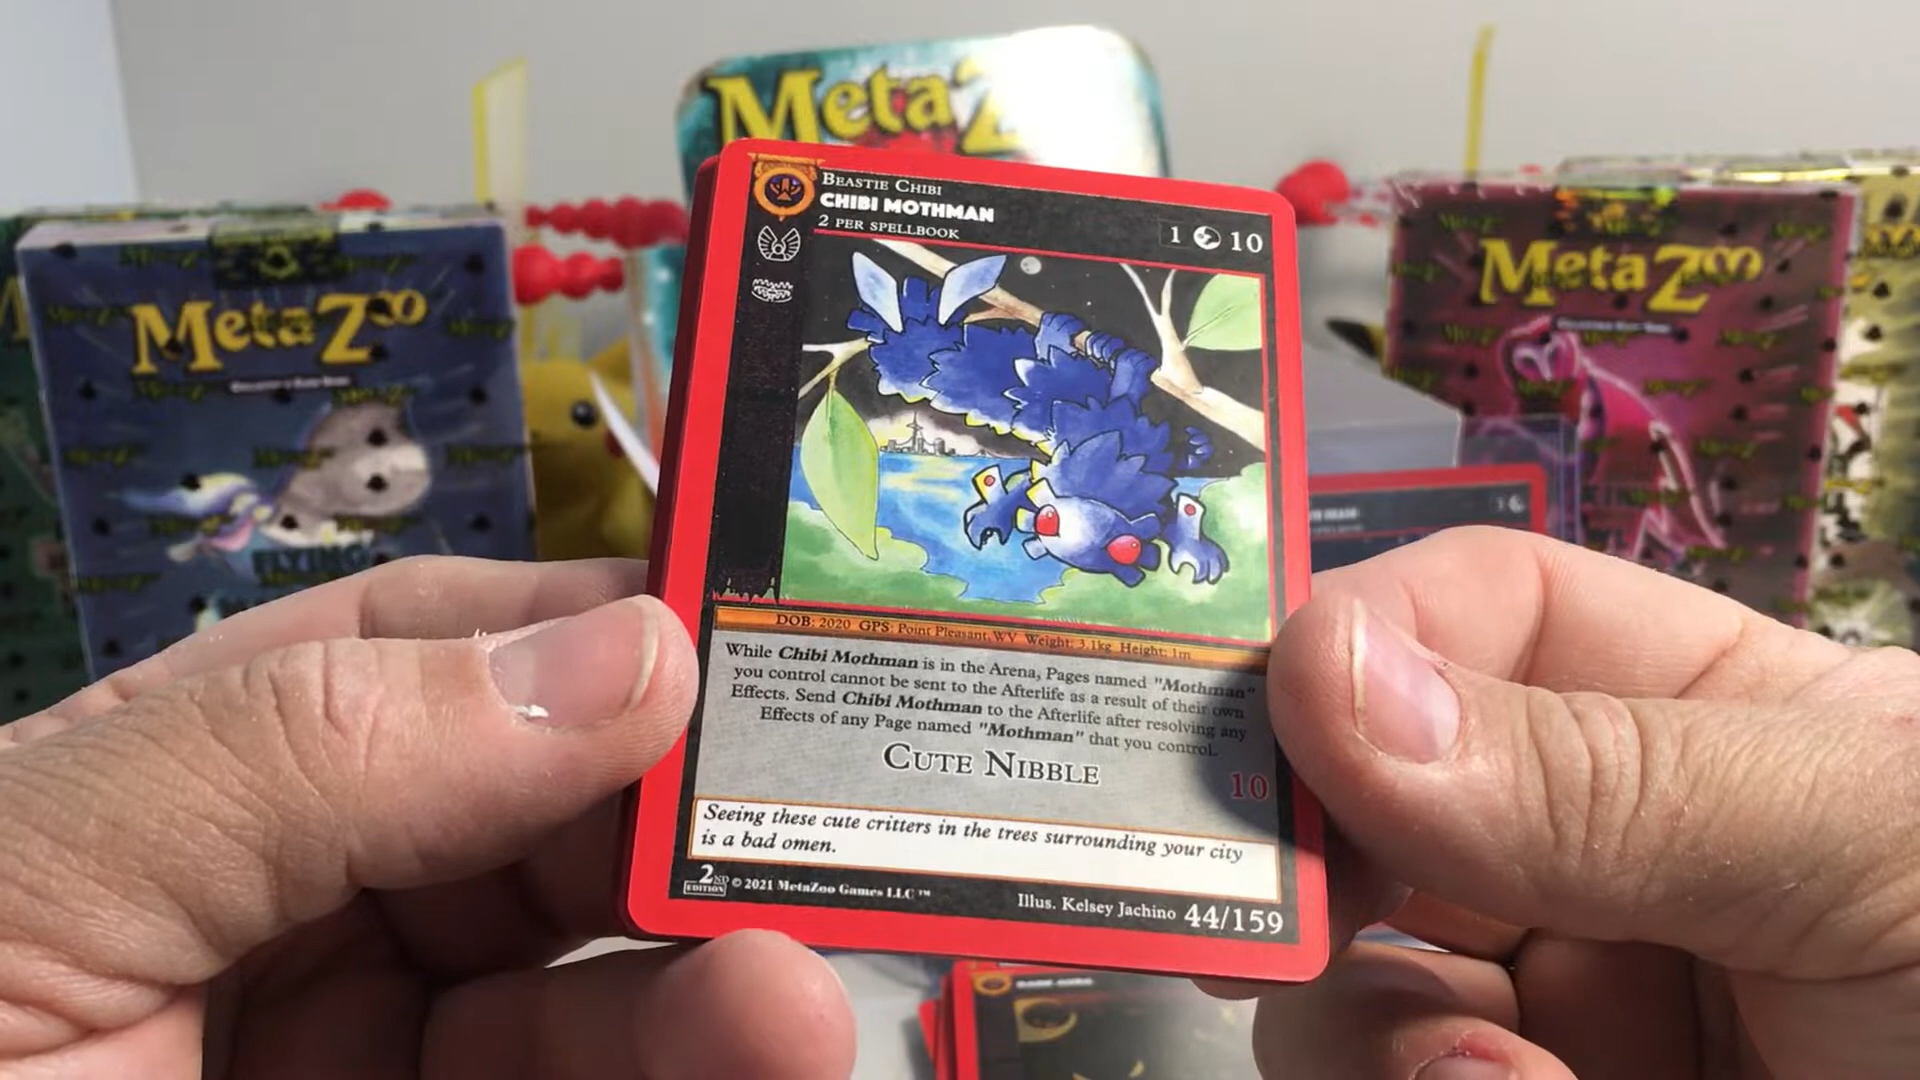 Meta
BEASTIE CHIBI
CHIBI MOTHMAN
2 PER SPELLBOOK
1 10
MetaZoo
MetaZoo
FLYING
DOB: 2020 GPS: Point Pleasant, WV Weight: 3.1kg Height: 1m
While Chibi Mothman is in the Arena, Pages named "Mothman"
you control cannot be sent to the Afterlife as a result of their own
Effects. Send Chibi Mothman to the Afterlife after resolving any
Effects of any Page named "Mothman" that you control.
CUTE NIBBLE
10
Seeing these cute critters in the trees surrounding your city
is a bad omen.
2ND EDITION © 2021 MetaZoo Games LLC ™
Illus. Kelsey Jachino 44/159